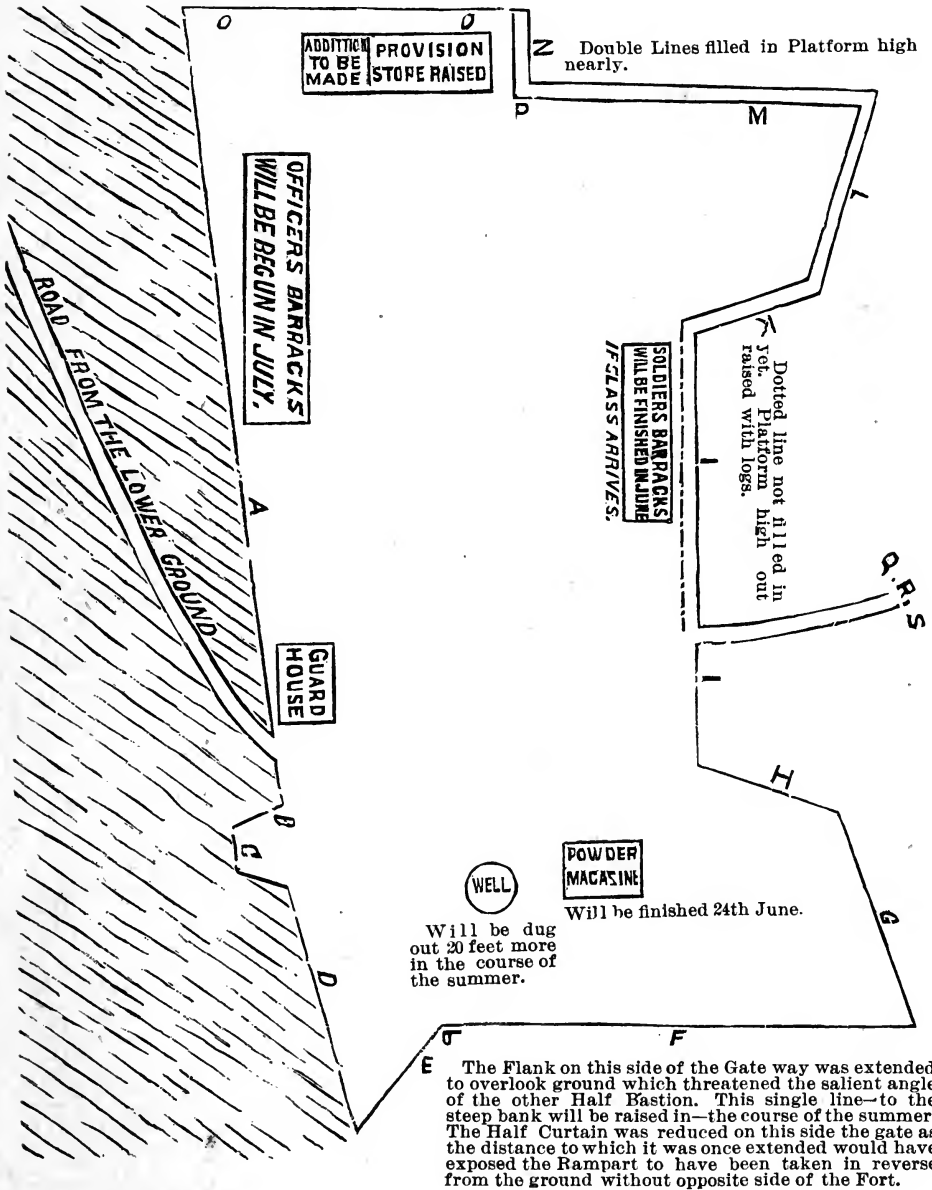 O
O
ADDITION
TO BE
MADE
PROVISION
STORE RAISED
N
Double Lines filled in Platform high
nearly.
P
M
L
OFFICERS BARRACKS
WILL BE BEGUN IN JULY.
SOLDIERS BARRACKS
WILL BE FINISHED IN JUNE
IF GLASS ARRIVES.
Dotted line not filled in
yet. Platform high out
raised with logs.
I
Q.R.S
ROAD FROM THE LOWER GROUND
A
GUARD
HOUSE
I
H
B
C
G
D
WELL
Will be dug
out 20 feet more
in the course of
the summer.
POWDER
MAGAZINE
Will be finished 24th June.
E
F
The Flank on this side of the Gate way was extended
to overlook ground which threatened the salient angle
of the other Half Bastion. This single line—to the
steep bank will be raised in—the course of the summer
The Half Curtain was reduced on this side the gate as
the distance to which it was once extended would have
exposed the Rampart to have been taken in reverse
from the ground without opposite side of the Fort.